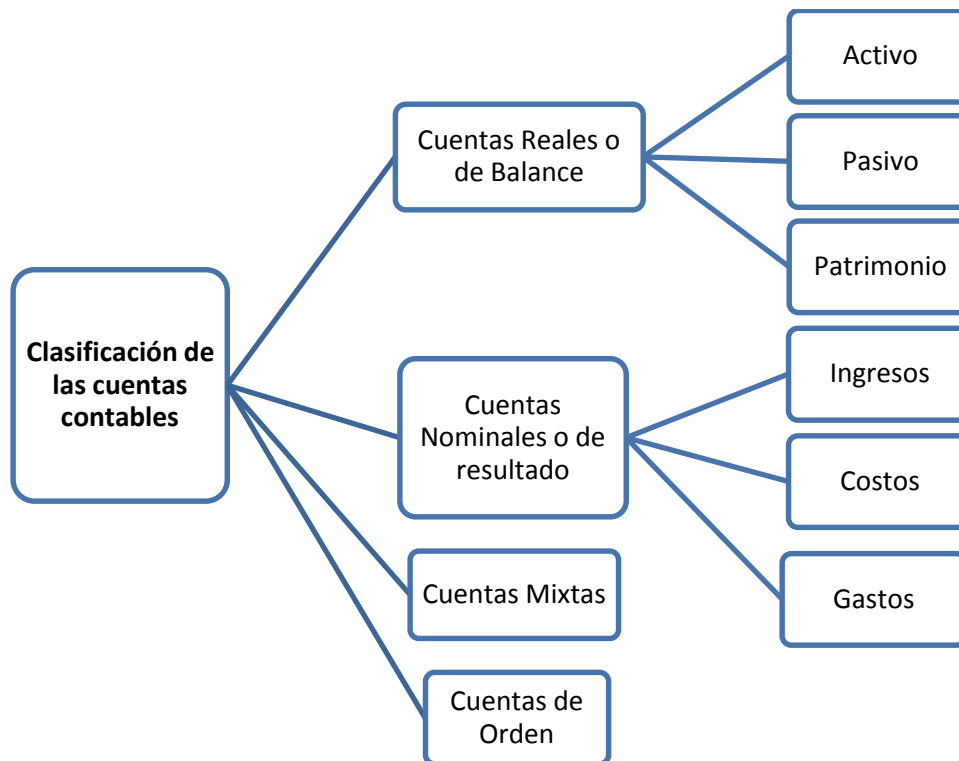 Clasificación de
las cuentas
contables
Cuentas Reales o
de Balance
Activo
Pasivo
Patrimonio
Cuentas
Nominales o de
resultado
Ingresos
Costos
Gastos
Cuentas Mixtas
Cuentas de
Orden